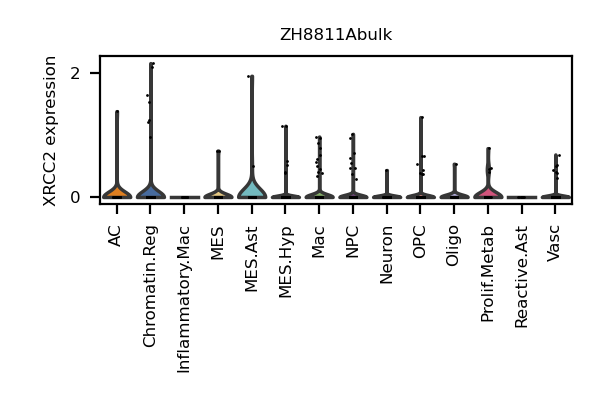 ZH8811Abulk
XRCC2 expression
2
0
AC
Chromatin.Reg
Inflammatory.Mac
MES
MES.Ast
MES.Hyp
Mac
NPC
Neuron
OPC
Oligo
Prolif.Metab
Reactive.Ast
Vasc